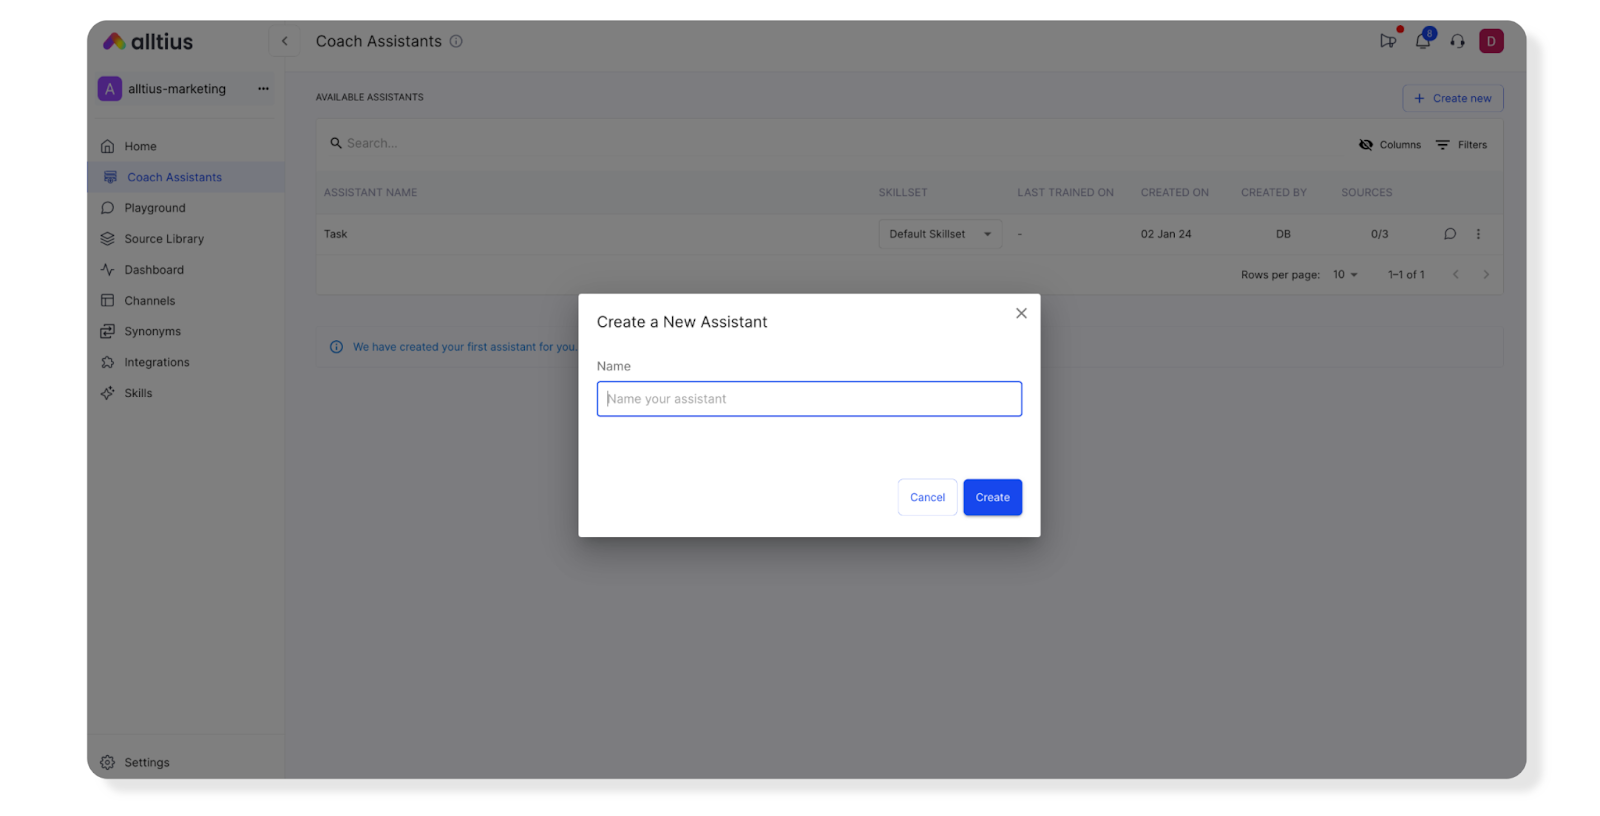 alltius
Coach Assistants
8
D
A
alltius-marketing
AVAILABLE ASSISTANTS
+ Create new
Home
Search...
Columns
Filters
Coach Assistants
ASSISTANT NAME
SKILLSET
LAST TRAINED ON
CREATED ON
CREATED BY
SOURCES
Playground
Task
Default Skillset
-
02 Jan 24
DB
0/3
Source Library
Dashboard
Rows per page: 10
1–1 of 1
Channels
Create a New Assistant
Synonyms
We have created your first assistant for you.
Integrations
Name
Skills
Name your assistant
Cancel
Create
Settings